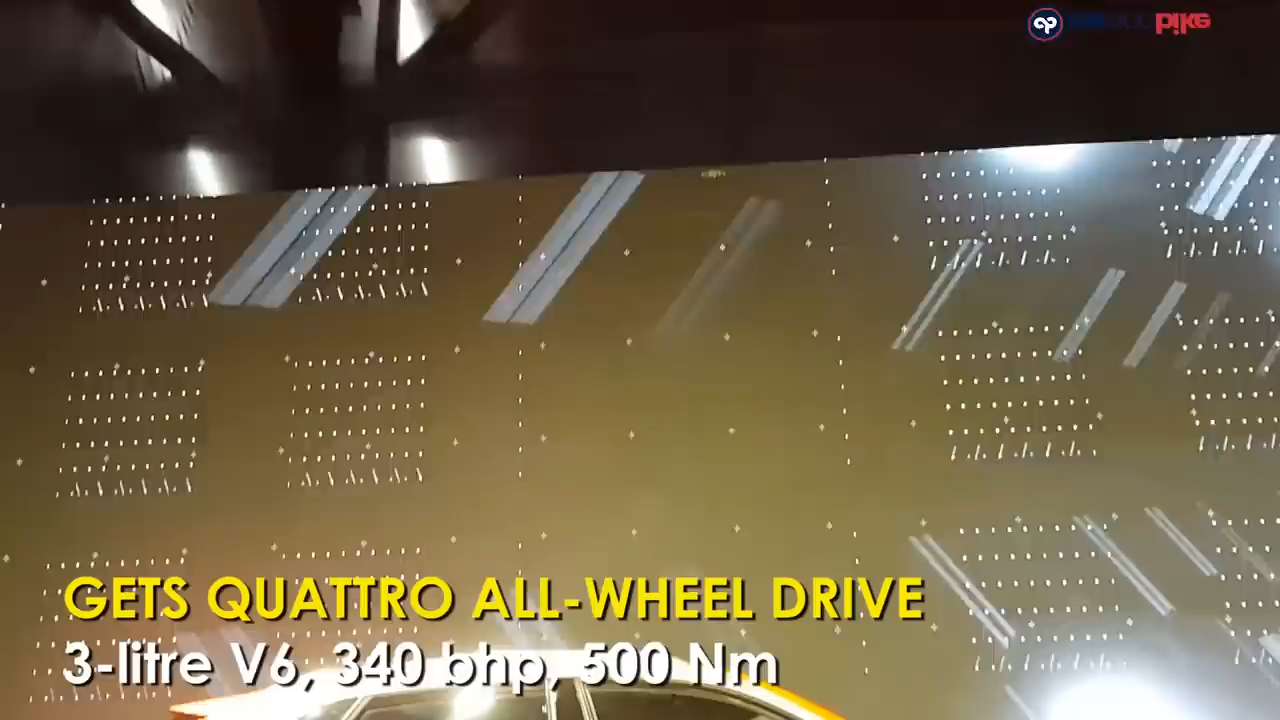 GETS QUATTRO ALL-WHEEL DRIVE
3-litre V6, 340 bhp, 500 Nm